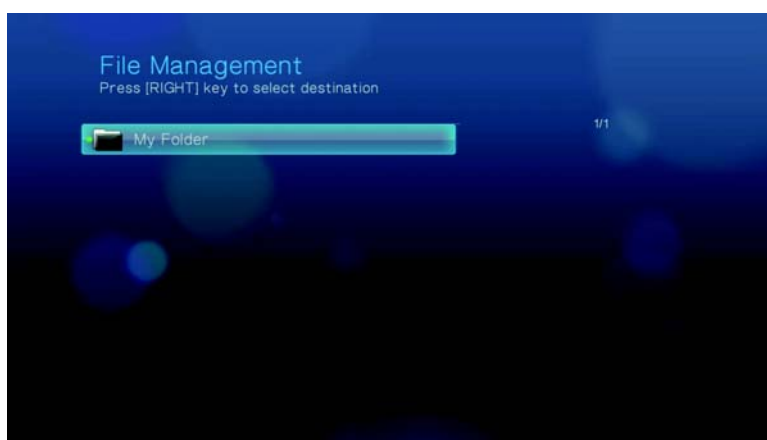 File Management
Press [RIGHT] key to select destination
1/1
My Folder